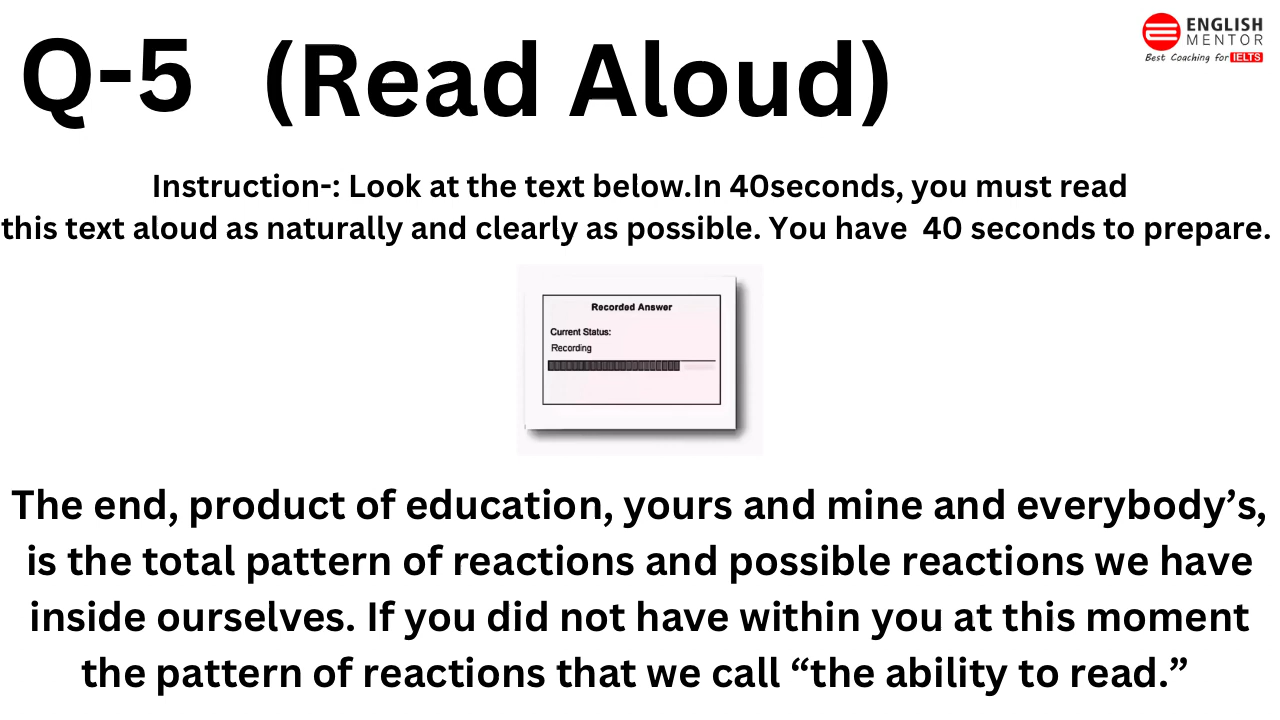 Q-5 (Read Aloud)
ENGLISH
MENTOR
Best Coaching for IELTS
Instruction-: Look at the text below.In 40seconds, you must read
this text aloud as naturally and clearly as possible. You have 40 seconds to prepare.
Recorded Answer
Current Status:
Recording
The end, product of education, yours and mine and everybody’s,
is the total pattern of reactions and possible reactions we have
inside ourselves. If you did not have within you at this moment
the pattern of reactions that we call “the ability to read.”